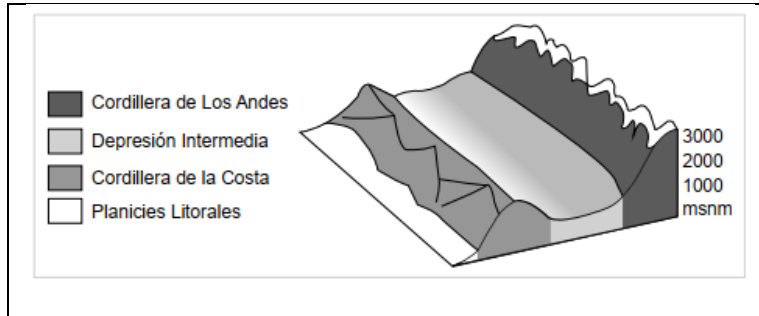 Cordillera de Los Andes
Depresión Intermedia
Cordillera de la Costa
Planicies Litorales
3000
2000
1000
msnm